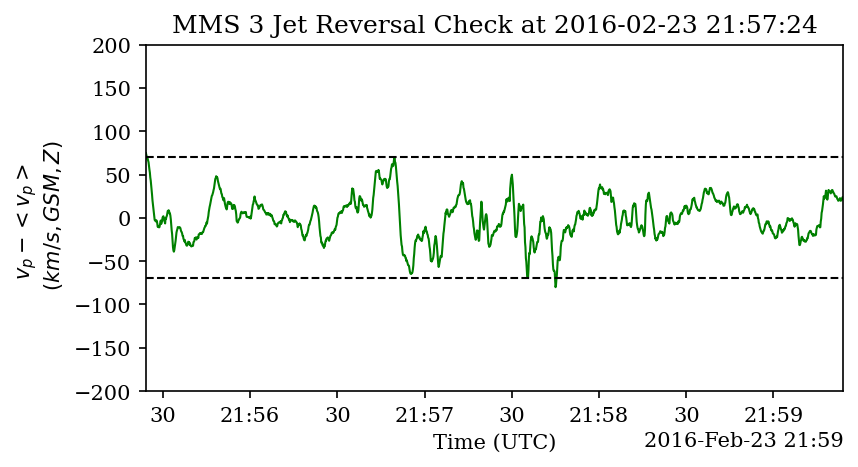 MMS 3 Jet Reversal Check at 2016-02-23 21:57:24
200
150
100
50
0
−50
−100
−150
−200
v_p − < v_p >
(km/s, GSM, Z)
30 21:56 30 21:57 30 21:58 30 21:59
Time (UTC)
2016-Feb-23 21:59